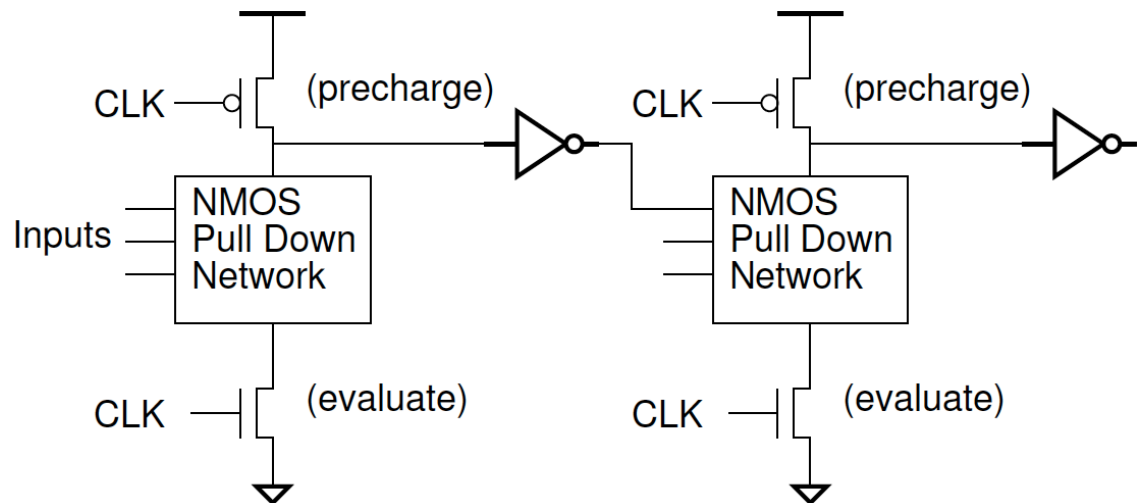 (precharge)
CLK
NMOS
Inputs
Pull Down
Network
(evaluate)
CLK
(precharge)
CLK
NMOS
Pull Down
Network
(evaluate)
CLK